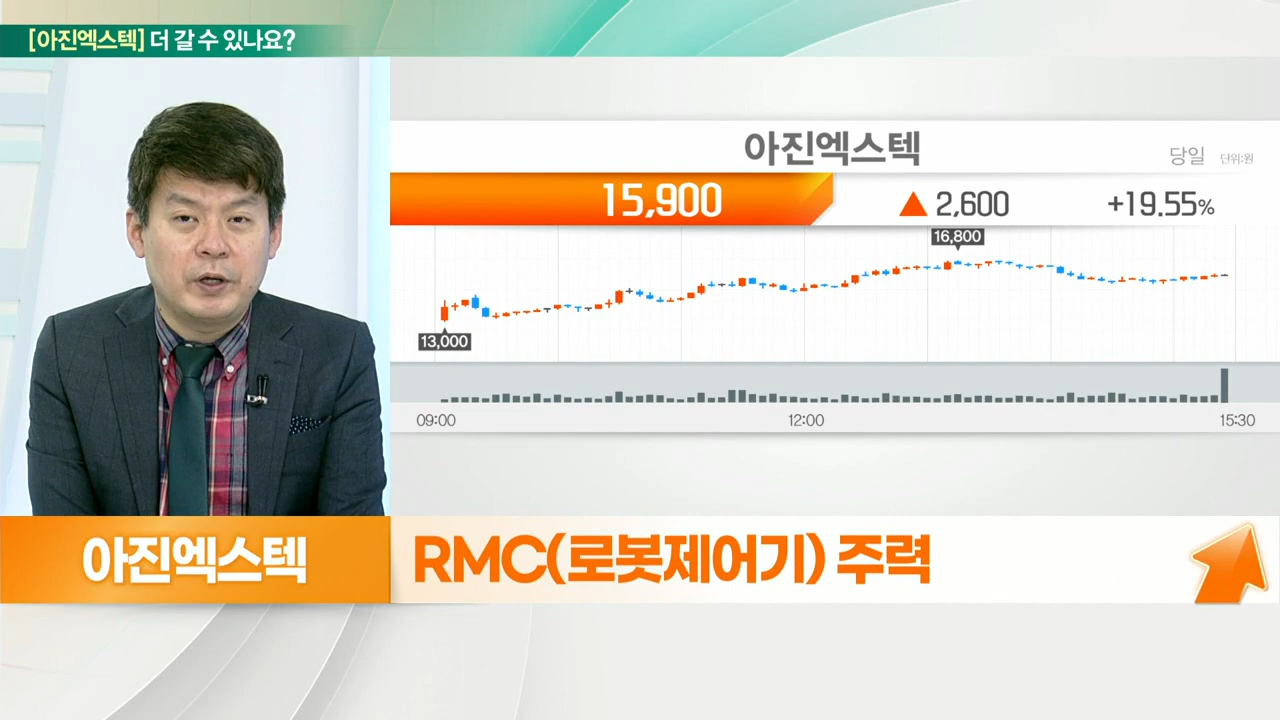 [아진엑스텍] 더 갈 수 있나요?
아진엑스텍
당일 단위:원
15,900 ▲ 2,600 +19.55%
16,800
13,000
09:00 12:00 15:30
아진엑스텍
RMC(로봇제어기) 주력